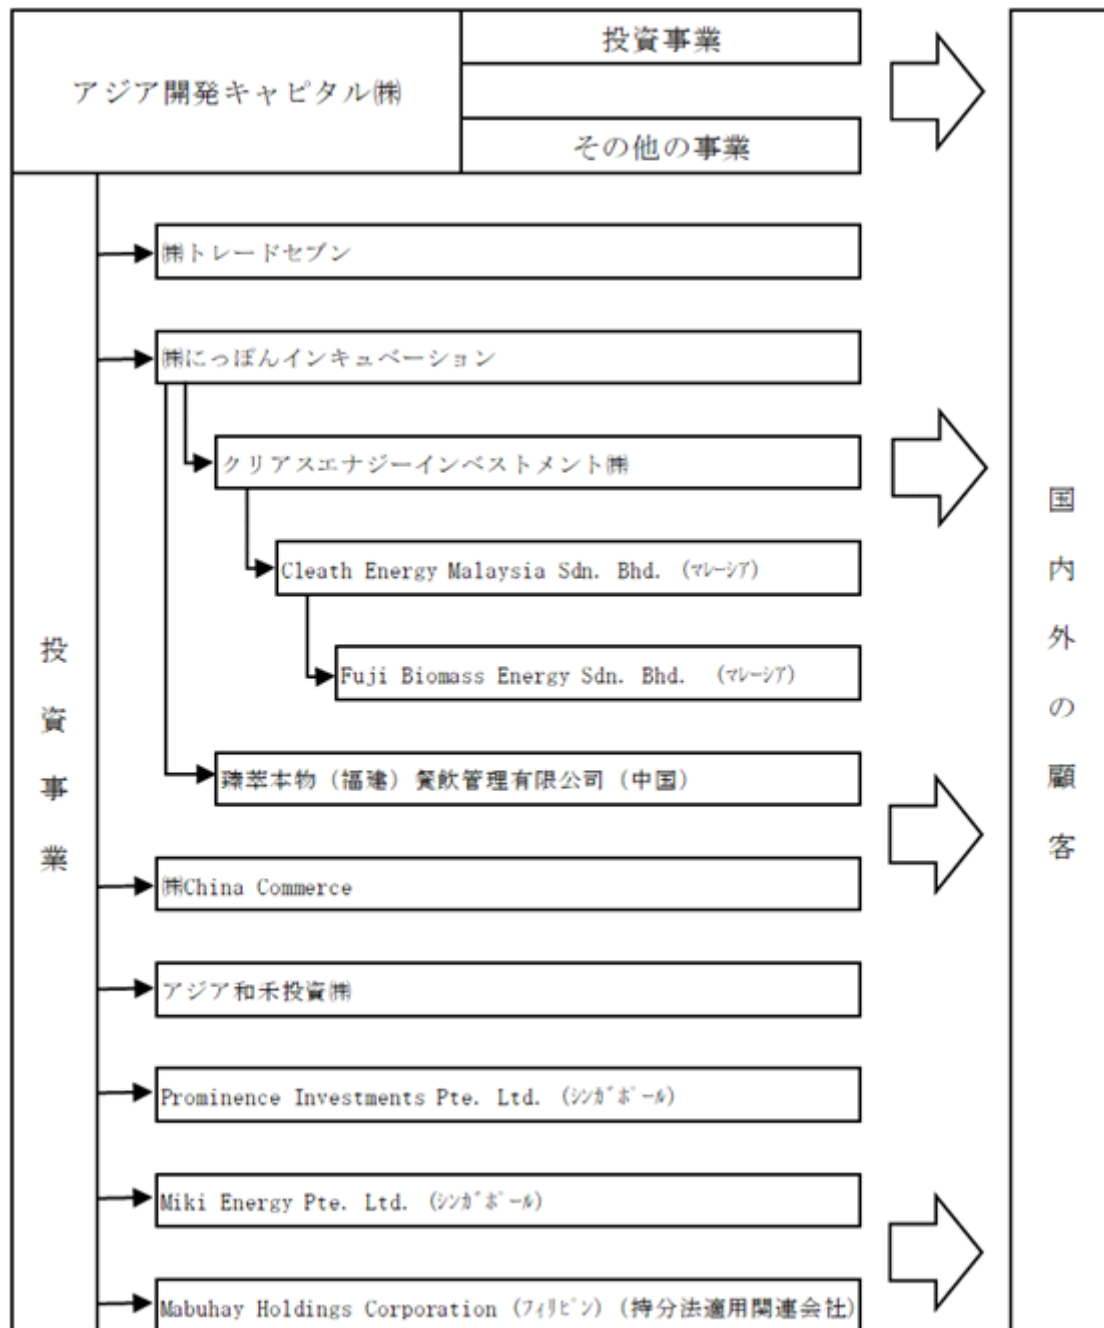 アジア開発キャピタル㈱
投資事業
その他の事業
㈱トレードセブン
㈱にっぽんインキュベーション
クリアスエナジーインベストメント㈱
Cleath Energy Malaysia Sdn. Bhd. (ﾏﾚｰｼｱ)
Fuji Biomass Energy Sdn. Bhd. (ﾏﾚｰｼｱ)
臻萃本物（福建）餐飲管理有限公司（中国）
㈱China Commerce
アジア和禾投資㈱
Prominence Investments Pte. Ltd. (ｼﾝｶﾞﾎﾟｰﾙ)
Miki Energy Pte. Ltd. (ｼﾝｶﾞﾎﾟｰﾙ)
Mabuhay Holdings Corporation (ﾌｨﾘﾋﾟﾝ) (持分法適用関連会社)
投資事業
国内外の顧客